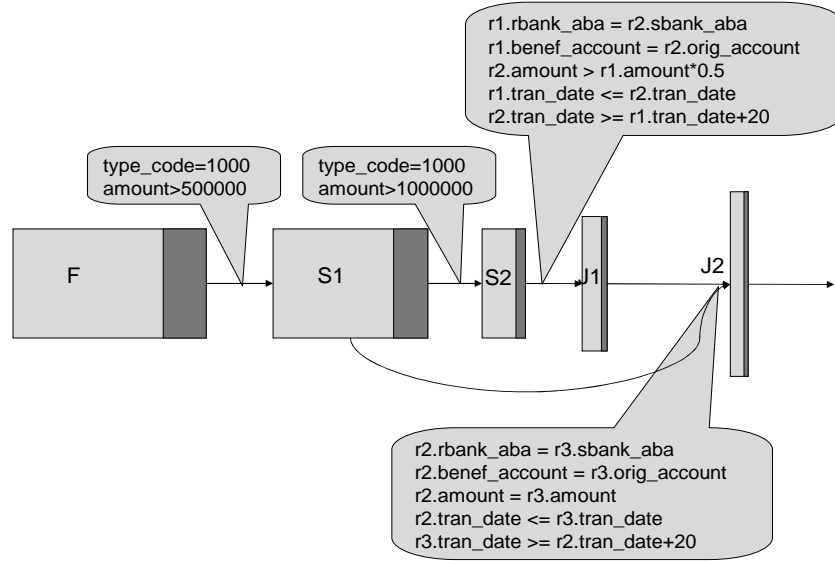 r1.rbank_aba = r2.sbank_aba
r1.benef_account = r2.orig_account
r2.amount > r1.amount*0.5
r1.tran_date <= r2.tran_date
r2.tran_date >= r1.tran_date+20
type_code=1000
amount>500000
type_code=1000
amount>1000000
F
S1
S2
J1
J2
r2.rbank_aba = r3.sbank_aba
r2.benef_account = r3.orig_account
r2.amount = r3.amount
r2.tran_date <= r3.tran_date
r3.tran_date >= r2.tran_date+20